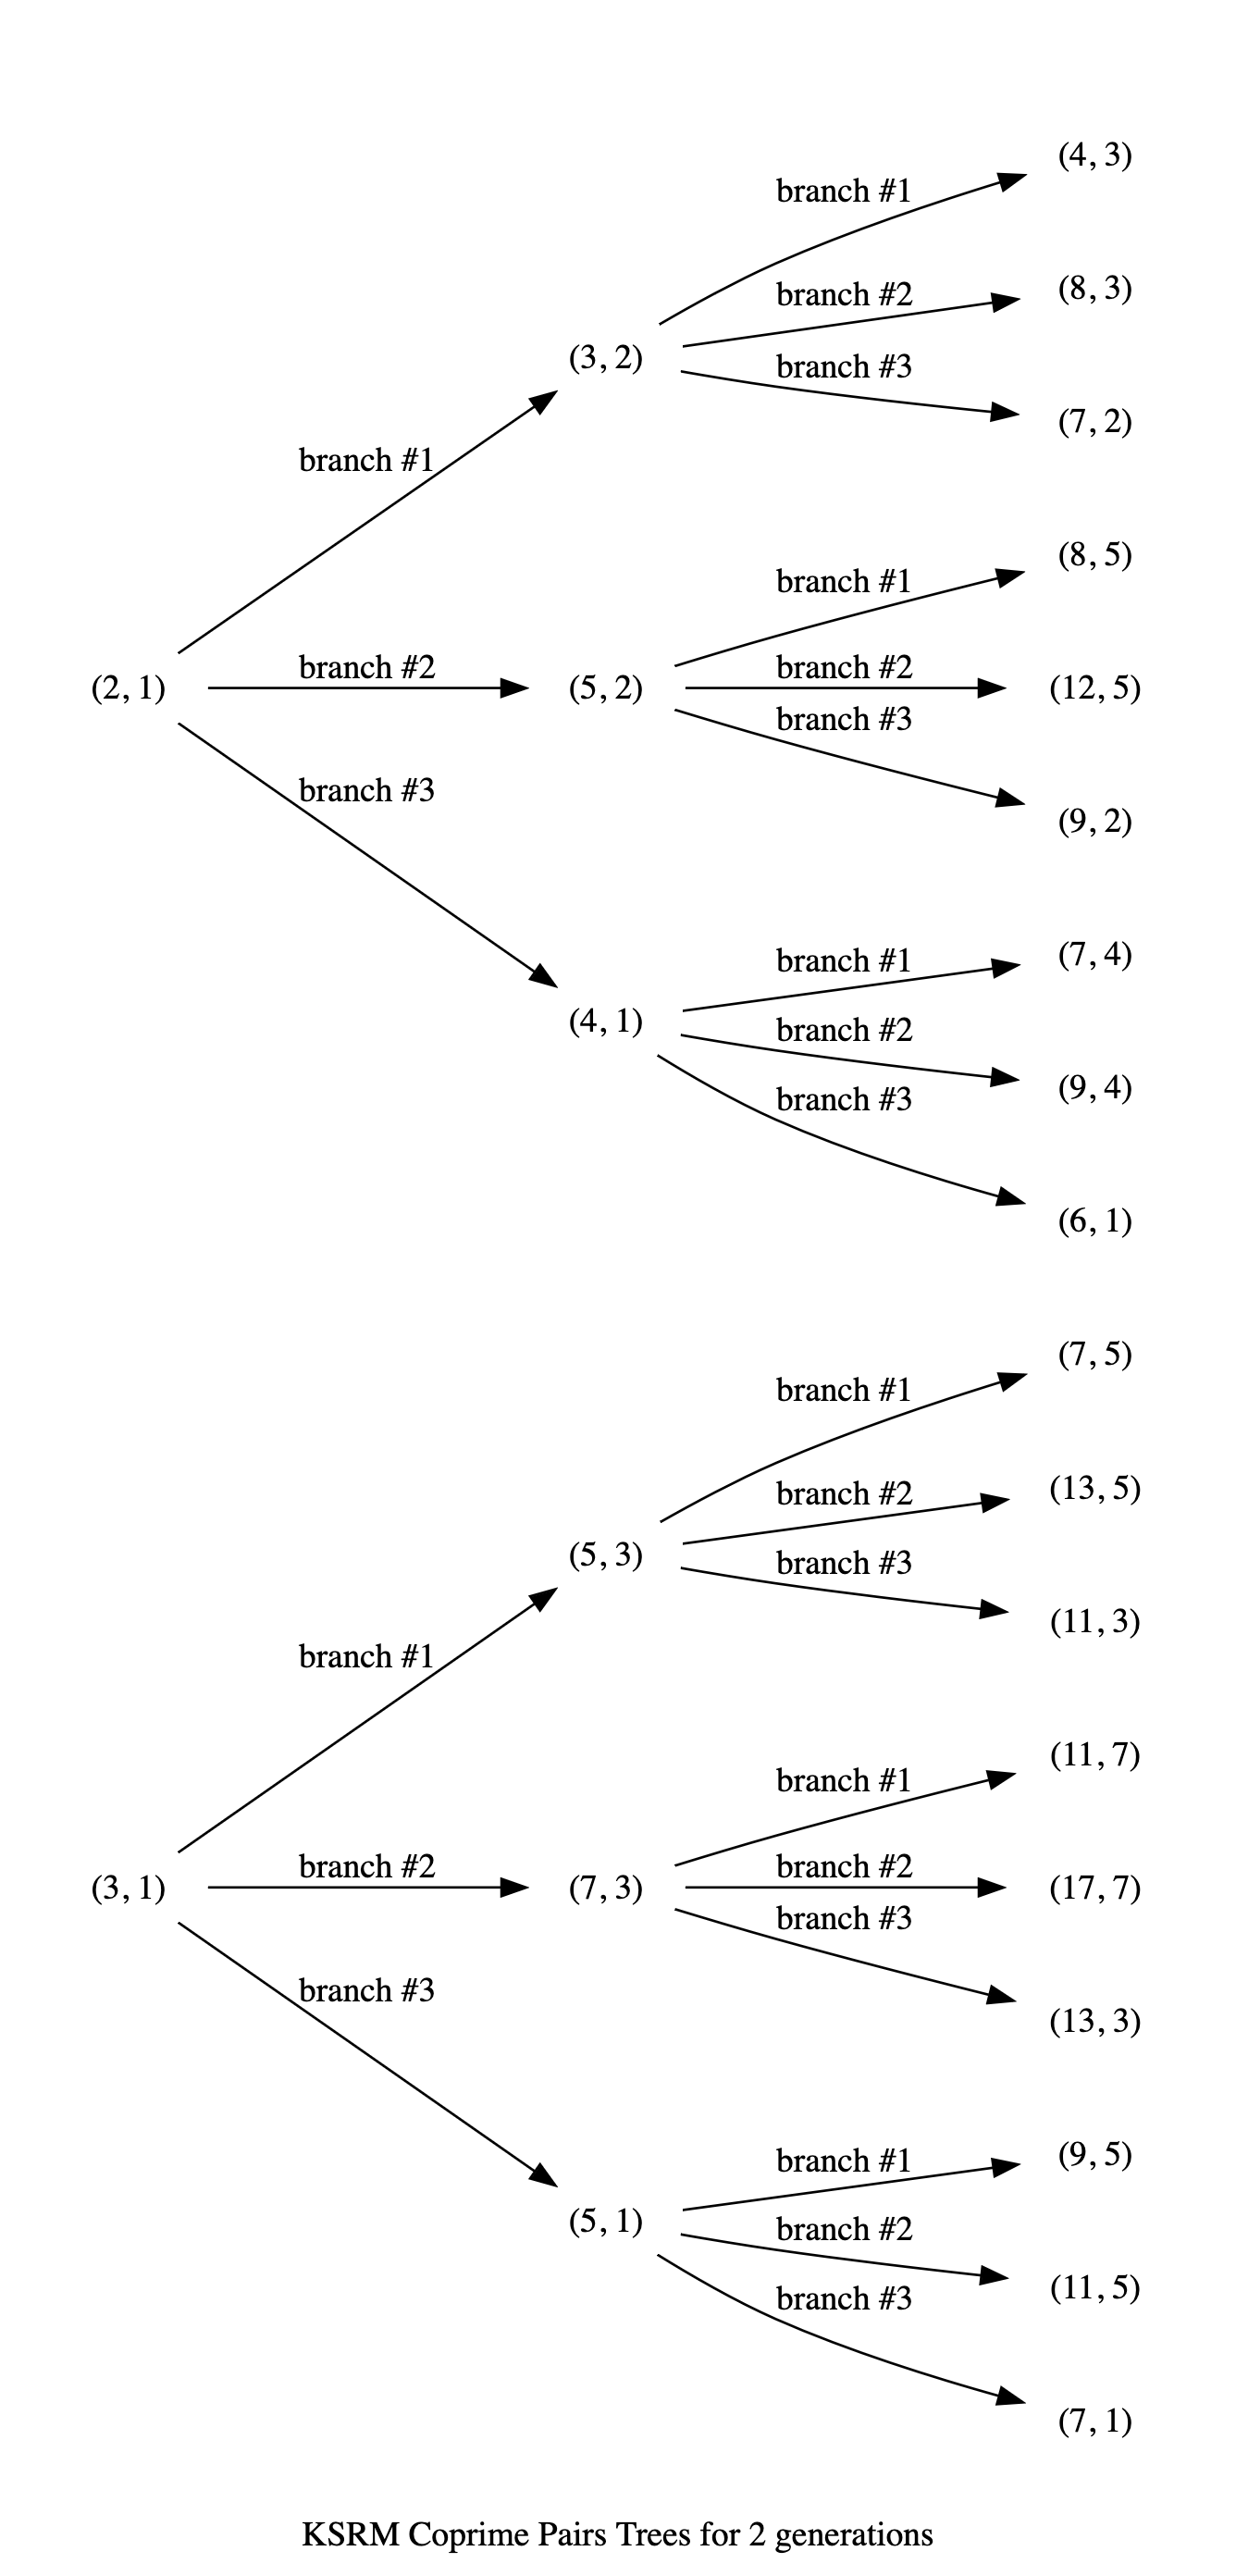 (4, 3)
branch #1
(8, 3)
branch #2
(3, 2)
branch #3
(7, 2)
branch #1
(8, 5)
branch #1
branch #2
branch #2
(2, 1)
(5, 2)
(12, 5)
branch #3
branch #3
(9, 2)
(7, 4)
branch #1
(4, 1)
branch #2
(9, 4)
branch #3
(6, 1)
(7, 5)
branch #1
(13, 5)
branch #2
(5, 3)
branch #3
(11, 3)
branch #1
(11, 7)
branch #1
branch #2
branch #2
(3, 1)
(7, 3)
(17, 7)
branch #3
branch #3
(13, 3)
(9, 5)
branch #1
(5, 1)
branch #2
(11, 5)
branch #3
(7, 1)
KSRM Coprime Pairs Trees for 2 generations